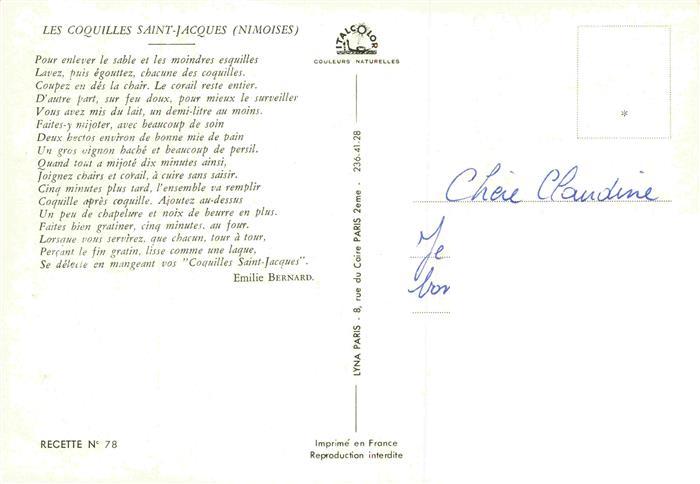 LES COQUILLES SAINT-JACQUES (NIMOISES)
Pour enlever le sable et les moindres esquilles
Lavez, puis égouttez, chacune des coquilles.
Coupez en dés la chair. Le corail reste entier.
D'autre part, sur feu doux, pour mieux le surveiller
Vous avez mis du lait, un demi-litre au moins.
Faites-y mijoter, avec beaucoup de soin
Deux hectos environ de bonne mie de pain
Un gros oignon haché et beaucoup de persil.
Quand tout a mijoté dix minutes ainsi,
Joignez chairs et corail, à cuire sans saisir.
Cinq minutes plus tard, l'ensemble va remplir
Coquille après coquille. Ajoutez au-dessus
Un peu de chapelure et noix de beurre en plus.
Faites bien gratiner, cinq minutes, au four.
Lorsque vous servirez, que chacun, tour à tour,
Perçant le fin gratin, lisse comme une laque,
Se délecte en mangeant vos "Coquilles Saint-Jacques".
Emilie BERNARD.
RECETTE N° 78
ITALCOLOR
COULEURS NATURELLES
LYNA PARIS - 8, rue du Caire PARIS 2eme - 236.41.28
Imprimé en France
Reproduction interdite
*
Chère Claudine
Je
bon